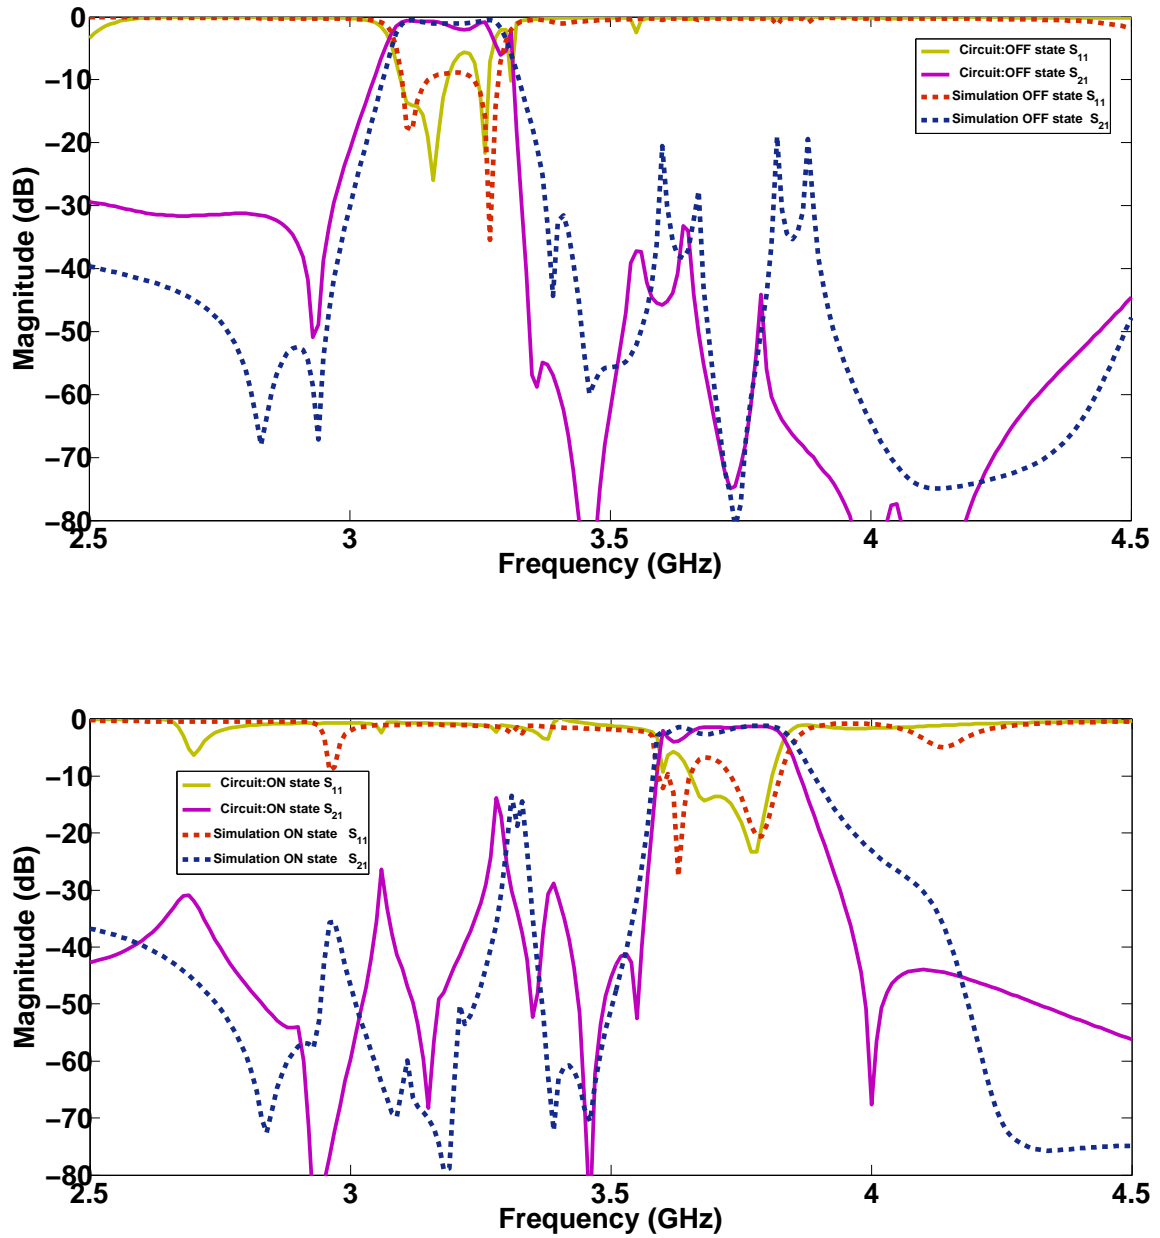 0
−10
−20
−30
−40
−50
−60
−70
−80
Magnitude (dB)
2.5
3
3.5
4
4.5
Frequency (GHz)
Circuit:OFF state S11
Circuit:OFF state S21
Simulation OFF state S11
Simulation OFF state S21
0
−10
−20
−30
−40
−50
−60
−70
−80
Magnitude (dB)
2.5
3
3.5
4
4.5
Frequency (GHz)
Circuit:ON state S11
Circuit:ON state S21
Simulation ON state S11
Simulation ON state S21